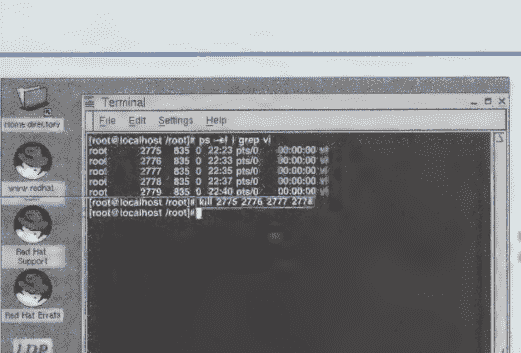 Home directory
www redhat
Red Hat
Support
Red Hat Errata
LDP
Terminal
File Edit Settings Help
[root@localhost /root]# ps -ef | grep vi
root 2775 835 0 22:23 pts/0 00:00:00 vi
root 2776 835 0 22:33 pts/0 00:00:00 vi
root 2777 835 0 22:35 pts/0 00:00:00 vi
root 2778 835 0 22:37 pts/0 00:00:00 vi
root 2779 835 0 22:40 pts/0 00:00:00 vi
[root@localhost /root]# kill 2775 2776 2777 2778
[root@localhost /root]#